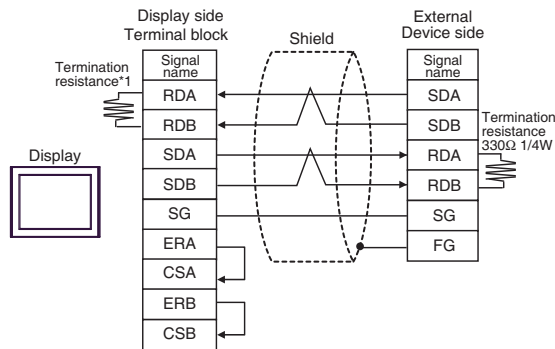 Display side
Terminal block
Shield
External
Device side
Termination
resistance*1
Signal
name
RDA
RDB
SDA
SDB
SG
ERA
CSA
ERB
CSB
Signal
name
SDA
SDB
RDA
RDB
SG
FG
Termination
resistance
330Ω 1/4W
Display